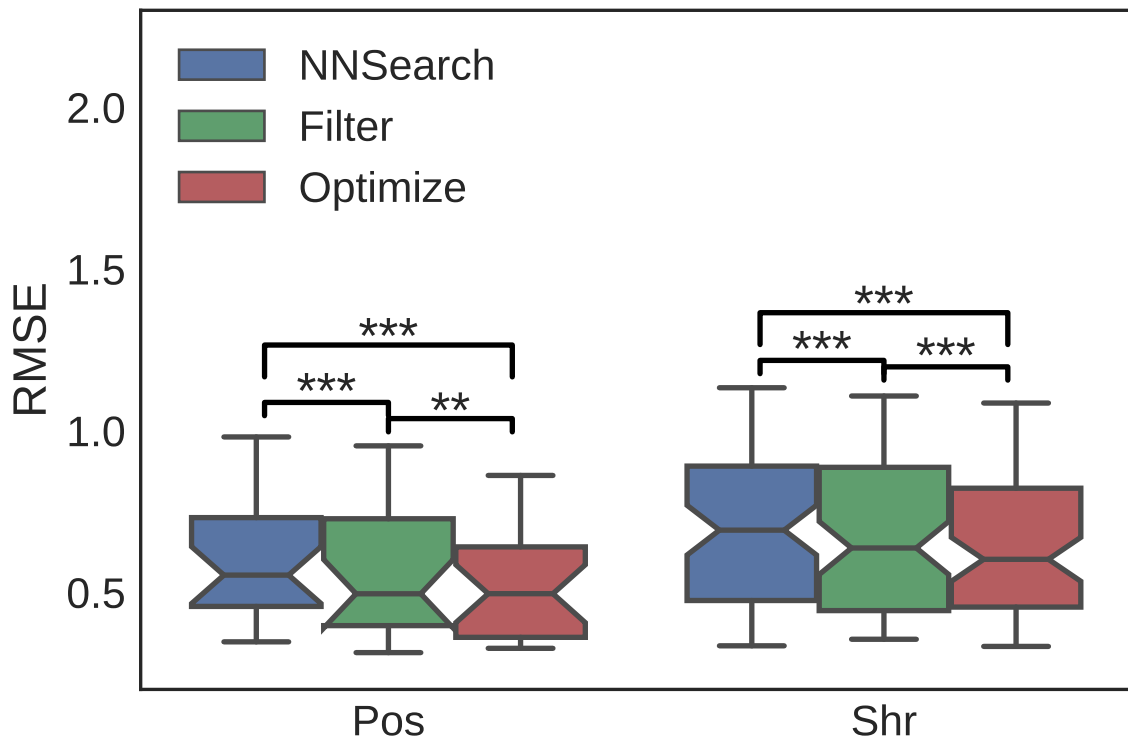 NNSearch
Filter
Optimize
2.0
1.5
1.0
0.5
RMSE
***
***
**
***
***
***
Pos
Shr